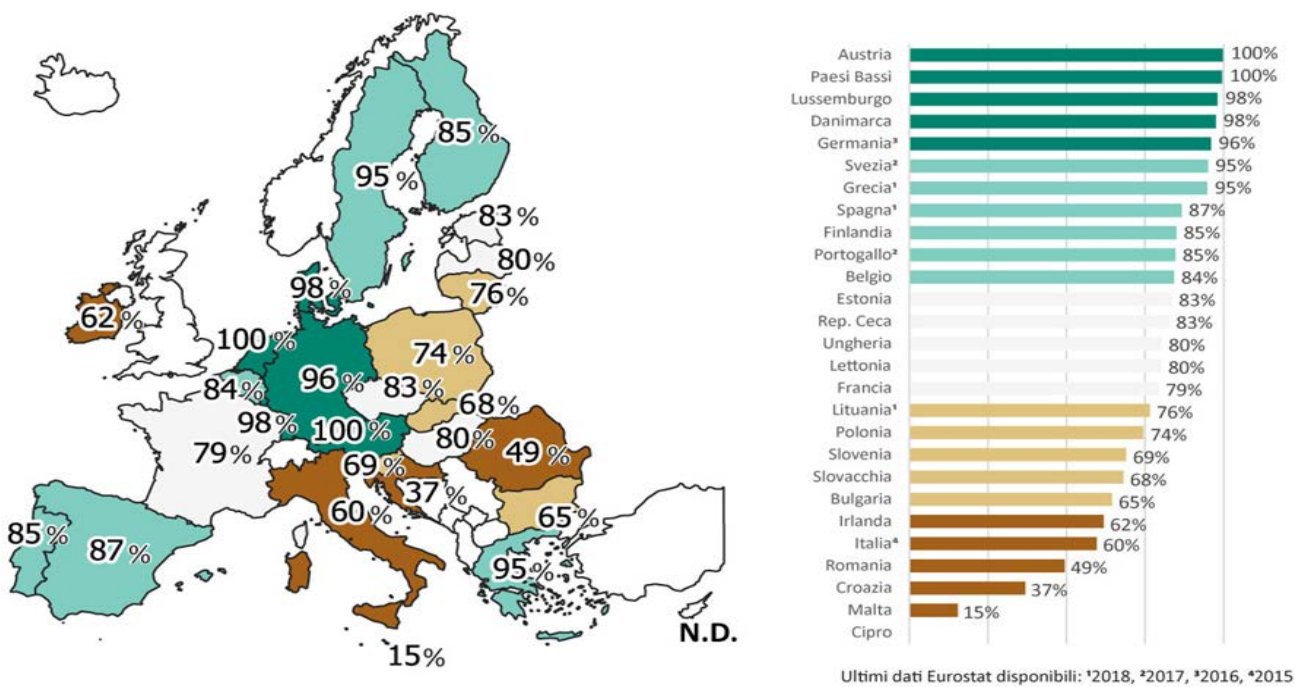 85 %
95 %
83 %
80 %
98 %
76 %
62 %
100 %
74 %
84 %
96 %
83 %
68 %
98 %
100 %
80 %
79 %
69 %
49 %
37 %
60 %
65 %
85 %
87 %
95 %
N.D.
15 %
Austria 100%
Paesi Bassi 100%
Lussemburgo 98%
Danimarca 98%
Germania³ 96%
Svezia² 95%
Grecia¹ 95%
Spagna¹ 87%
Finlandia 85%
Portogallo² 85%
Belgio 84%
Estonia 83%
Rep. Ceca 83%
Ungheria 80%
Lettonia 80%
Francia 79%
Lituania¹ 76%
Polonia 74%
Slovenia 69%
Slovacchia 68%
Bulgaria 65%
Irlanda 62%
Italia⁴ 60%
Romania 49%
Croazia 37%
Malta 15%
Cipro
Ultimi dati Eurostat disponibili: ¹2018, ²2017, ³2016, ⁴2015